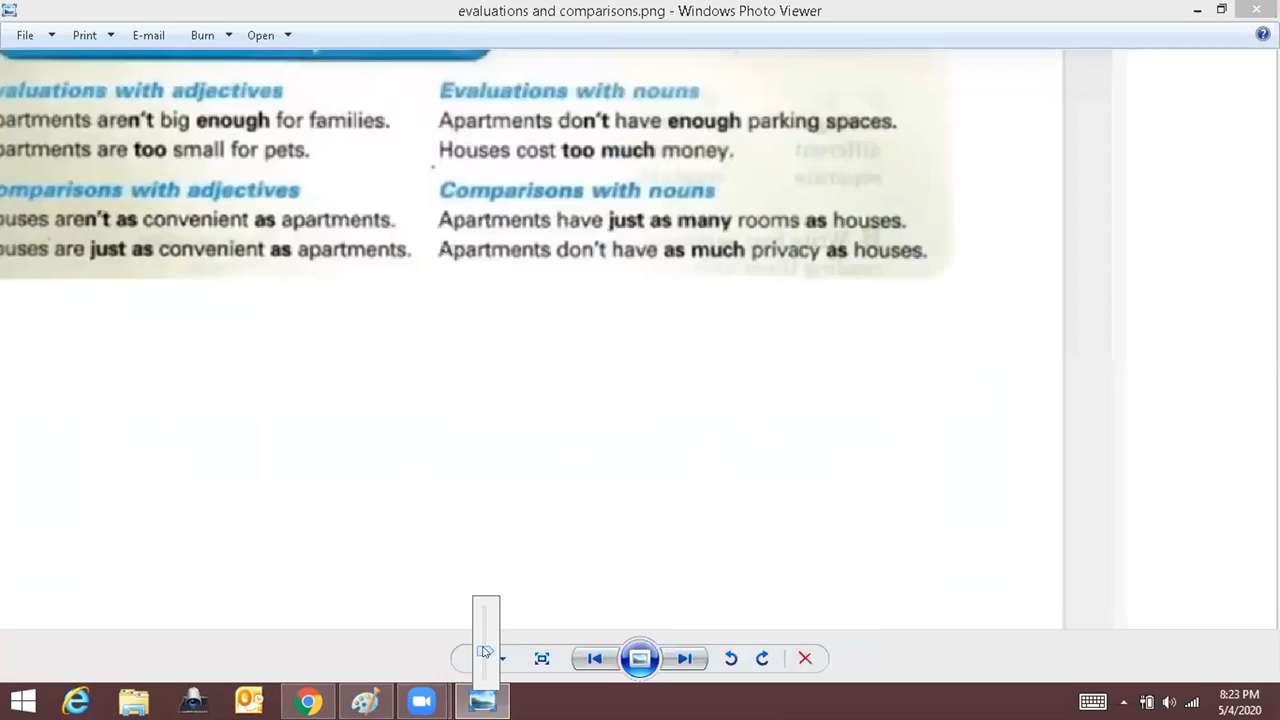 evaluations and comparisons.png - Windows Photo Viewer
File Print E-mail Burn Open
valuations with adjectives
partments aren't big enough for families.
partments are too small for pets.
omparisons with adjectives
ouses aren't as convenient as apartments.
ouses are just as convenient as apartments.
Evaluations with nouns
Apartments don't have enough parking spaces.
Houses cost too much money.
Comparisons with nouns
Apartments have just as many rooms as houses.
Apartments don't have as much privacy as houses.
8:23 PM
5/4/2020